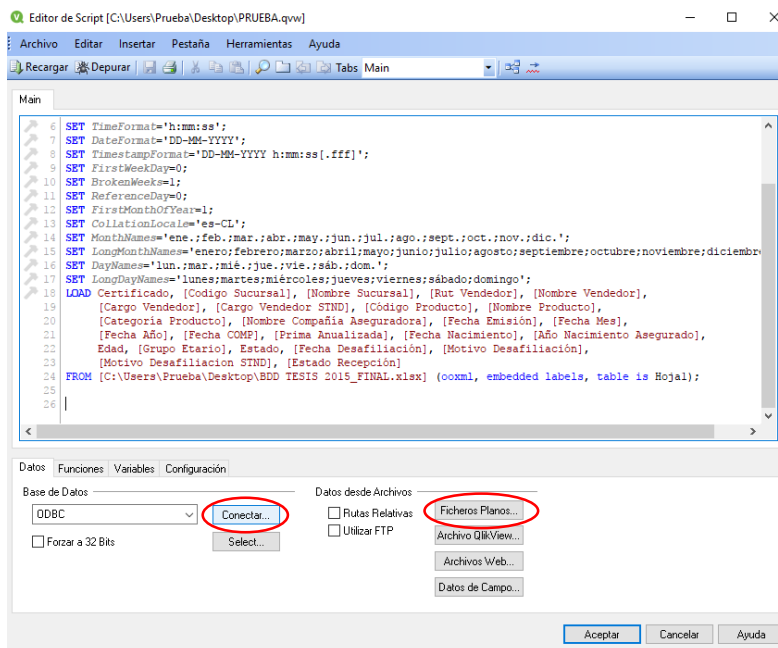 Editor de Script [C:\Users\Prueba\Desktop\PRUEBA.qvw]
Archivo Editar Insertar Pestaña Herramientas Ayuda
Recargar Depurar Tabs Main
Main
6 SET TimeFormat='h:mm:ss';
7 SET DateFormat='DD-MM-YYYY';
8 SET TimestampFormat='DD-MM-YYYY h:mm:ss[.fff]';
9 SET FirstWeekDay=0;
10 SET BrokenWeeks=1;
11 SET ReferenceDay=0;
12 SET FirstMonthOfYear=1;
13 SET CollationLocale='es-CL';
14 SET MonthNames='ene.;feb.;mar.;abr.;may.;jun.;jul.;ago.;sept.;oct.;nov.;dic.';
15 SET LongMonthNames='enero;febrero;marzo;abril;mayo;junio;julio;agosto;septiembre;octubre;noviembre;diciembre
16 SET DayNames='lun.;mar.;mié.;jue.;vie.;sáb.;dom.';
17 SET LongDayNames='lunes;martes;miércoles;jueves;viernes;sábado;domingo';
18 LOAD Certificado, [Codigo Sucursal], [Nombre Sucursal], [Rut Vendedor], [Nombre Vendedor],
19 [Cargo Vendedor], [Cargo Vendedor STND], [Código Producto], [Nombre Producto],
20 [Categoria Producto], [Nombre Compañia Aseguradora], [Fecha Emisión], [Fecha Mes],
21 [Fecha Año], [Fecha COMP], [Prima Anualizada], [Fecha Nacimiento], [Año Nacimiento Asegurado],
22 Edad, [Grupo Etario], Estado, [Fecha Desafiliación], [Motivo Desafiliación],
23 [Motivo Desafiliacion STND], [Estado Recepción]
24 FROM [C:\Users\Prueba\Desktop\BDD TESIS 2015_FINAL.xlsx] (ooxml, embedded labels, table is Hoja1);
25
26
Datos Funciones Variables Configuración
Base de Datos Datos desde Archivos
ODBC Conectar... Rutas Relativas Ficheros Planos...
Forzar a 32 Bits Select... Utilizar FTP Archivo QlikView...
Archivos Web...
Datos de Campo...
Aceptar Cancelar Ayuda